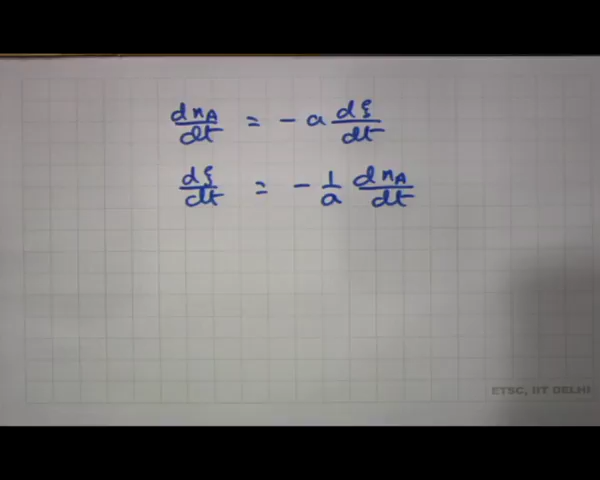 dn_A/dt = - a dξ/dt
dξ/dt = - 1/a dn_A/dt
ETSC, IIT DELHI